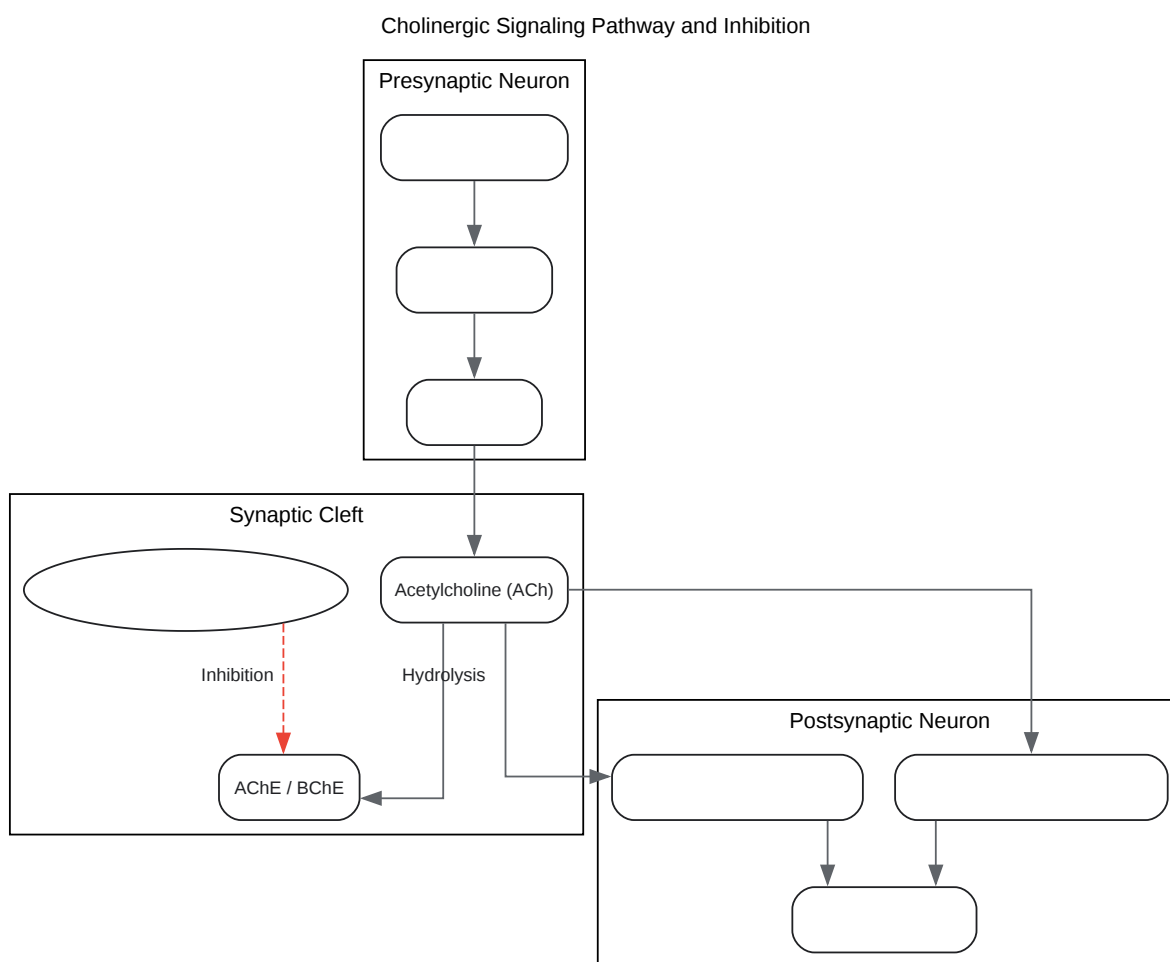 Cholinergic Signaling Pathway and Inhibition
Presynaptic Neuron
Synaptic Cleft
Acetylcholine (ACh)
Inhibition
Hydrolysis
AChE / BChE
Postsynaptic Neuron